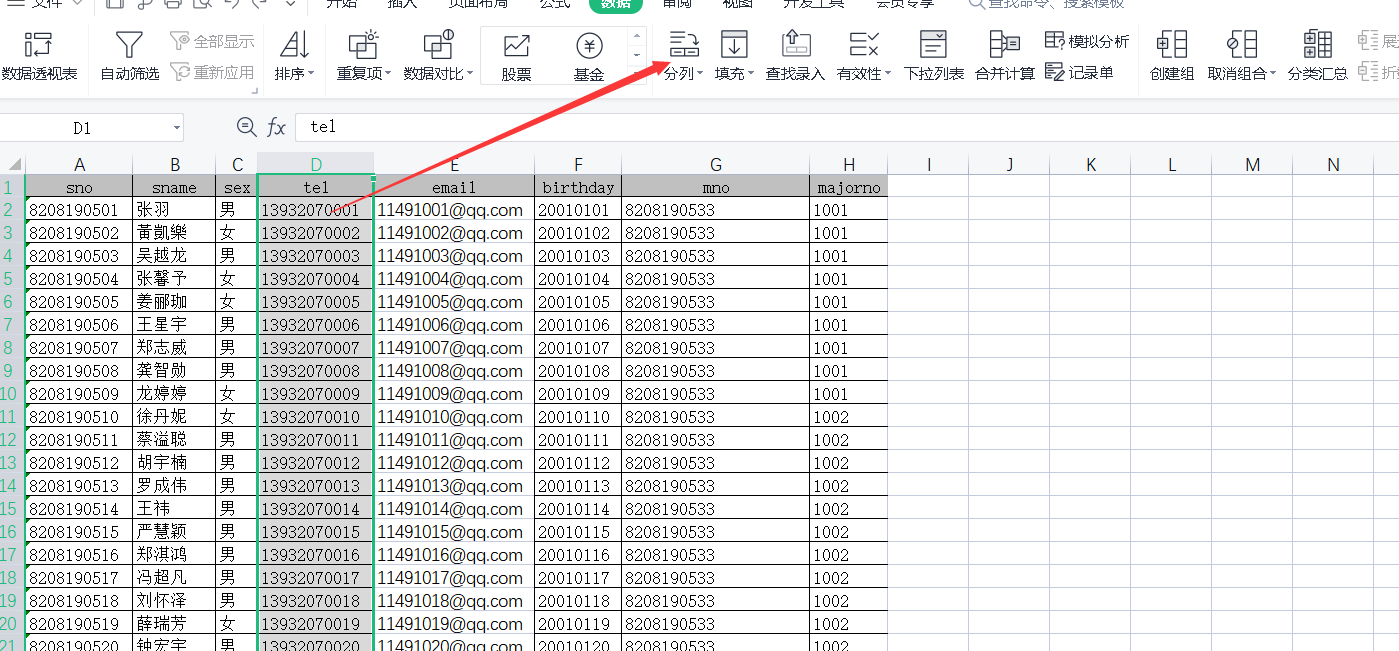 文件 开始 插入 页面布局 公式 数据 审阅 视图 开发工具 会员专享 查找命令、搜索模板
全部显示 模拟分析
重新应用 记录单
数据透视表 自动筛选 排序 重复项 数据对比 股票 基金 分列 填充 查找录入 有效性 下拉列表 合并计算 创建组 取消组合 分类汇总
D1 fx tel
A B C D E F G H I J K L M N
1 sno sname sex tel email birthday mno majorno
2 8208190501 张羽 男 13932070001 11491001@qq.com 20010101 8208190533 1001
3 8208190502 黃凱樂 女 13932070002 11491002@qq.com 20010102 8208190533 1001
4 8208190503 吴越龙 男 13932070003 11491003@qq.com 20010103 8208190533 1001
5 8208190504 张馨予 女 13932070004 11491004@qq.com 20010104 8208190533 1001
6 8208190505 姜郦珈 女 13932070005 11491005@qq.com 20010105 8208190533 1001
7 8208190506 王星宇 男 13932070006 11491006@qq.com 20010106 8208190533 1001
8 8208190507 郑志威 男 13932070007 11491007@qq.com 20010107 8208190533 1001
9 8208190508 龚智勋 男 13932070008 11491008@qq.com 20010108 8208190533 1001
10 8208190509 龙婷婷 女 13932070009 11491009@qq.com 20010109 8208190533 1001
11 8208190510 徐丹妮 女 13932070010 11491010@qq.com 20010110 8208190533 1002
12 8208190511 蔡溢聪 男 13932070011 11491011@qq.com 20010111 8208190533 1002
13 8208190512 胡宇楠 男 13932070012 11491012@qq.com 20010112 8208190533 1002
14 8208190513 罗成伟 男 13932070013 11491013@qq.com 20010113 8208190533 1002
15 8208190514 王祎 男 13932070014 11491014@qq.com 20010114 8208190533 1002
16 8208190515 严慧颖 男 13932070015 11491015@qq.com 20010115 8208190533 1002
17 8208190516 郑淇鸿 男 13932070016 11491016@qq.com 20010116 8208190533 1002
18 8208190517 冯超凡 男 13932070017 11491017@qq.com 20010117 8208190533 1002
19 8208190518 刘怀泽 男 13932070018 11491018@qq.com 20010118 8208190533 1002
20 8208190519 薛瑞芳 女 13932070019 11491019@qq.com 20010119 8208190533 1002
21 8208190520 钟宏宇 男 13932070020 11491020@qq.com 20010120 8208190533 1002